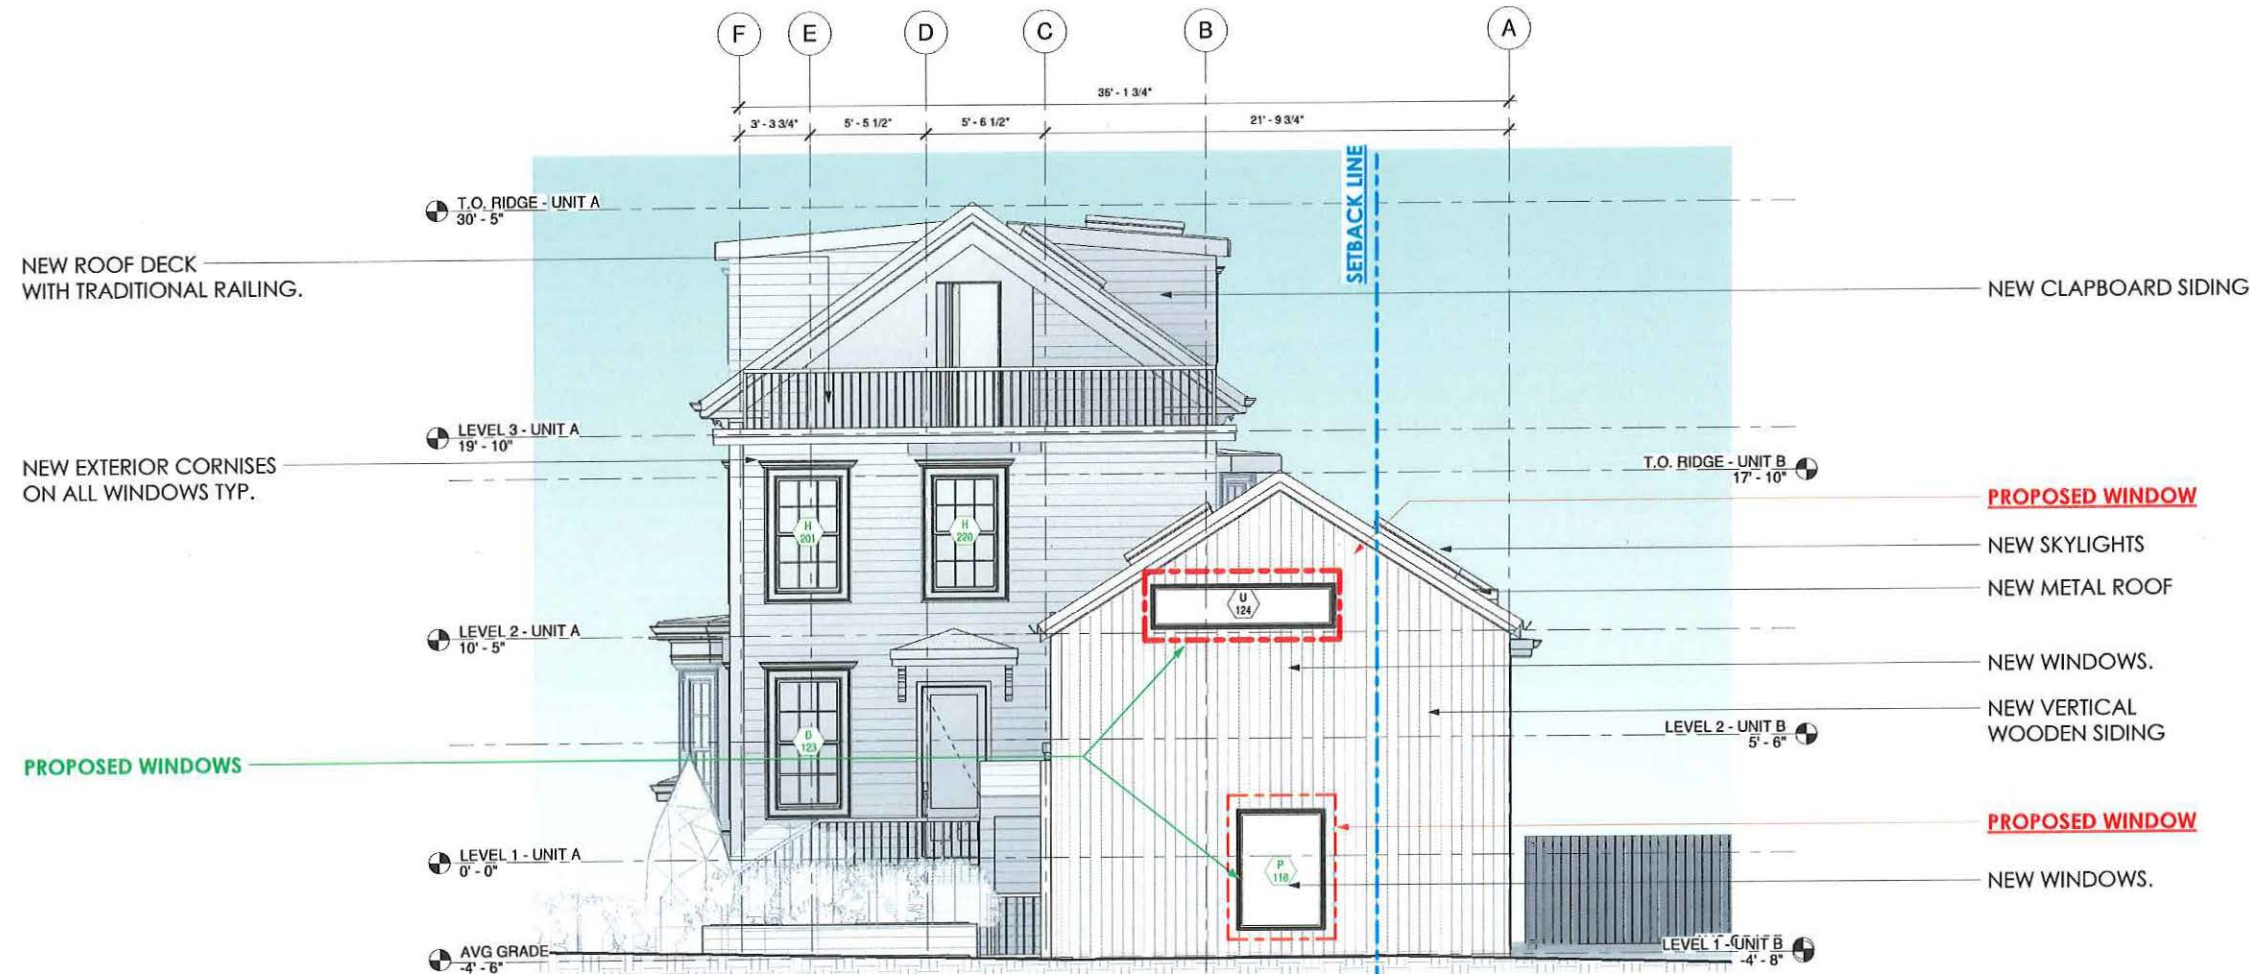 F E D C B A
36' - 1 3/4"
3' - 3 3/4" 5' - 5 1/2" 5' - 6 1/2" 21' - 9 3/4"
SETBACK LINE
T.O. RIDGE - UNIT A
30' - 5"
NEW ROOF DECK
WITH TRADITIONAL RAILING.
NEW CLAPBOARD SIDING
LEVEL 3 - UNIT A
19' - 10"
NEW EXTERIOR CORNISES
ON ALL WINDOWS TYP.
T.O. RIDGE - UNIT B
17' - 10"
PROPOSED WINDOW
H
201
H
220
NEW SKYLIGHTS
NEW METAL ROOF
U
124
LEVEL 2 - UNIT A
10' - 5"
NEW WINDOWS.
NEW VERTICAL
WOODEN SIDING
LEVEL 2 - UNIT B
5' - 6"
D
123
PROPOSED WINDOWS
PROPOSED WINDOW
LEVEL 1 - UNIT A
0' - 0"
P
118
NEW WINDOWS.
AVG GRADE
-4' - 6"
LEVEL 1 - UNIT B
-4' - 8"